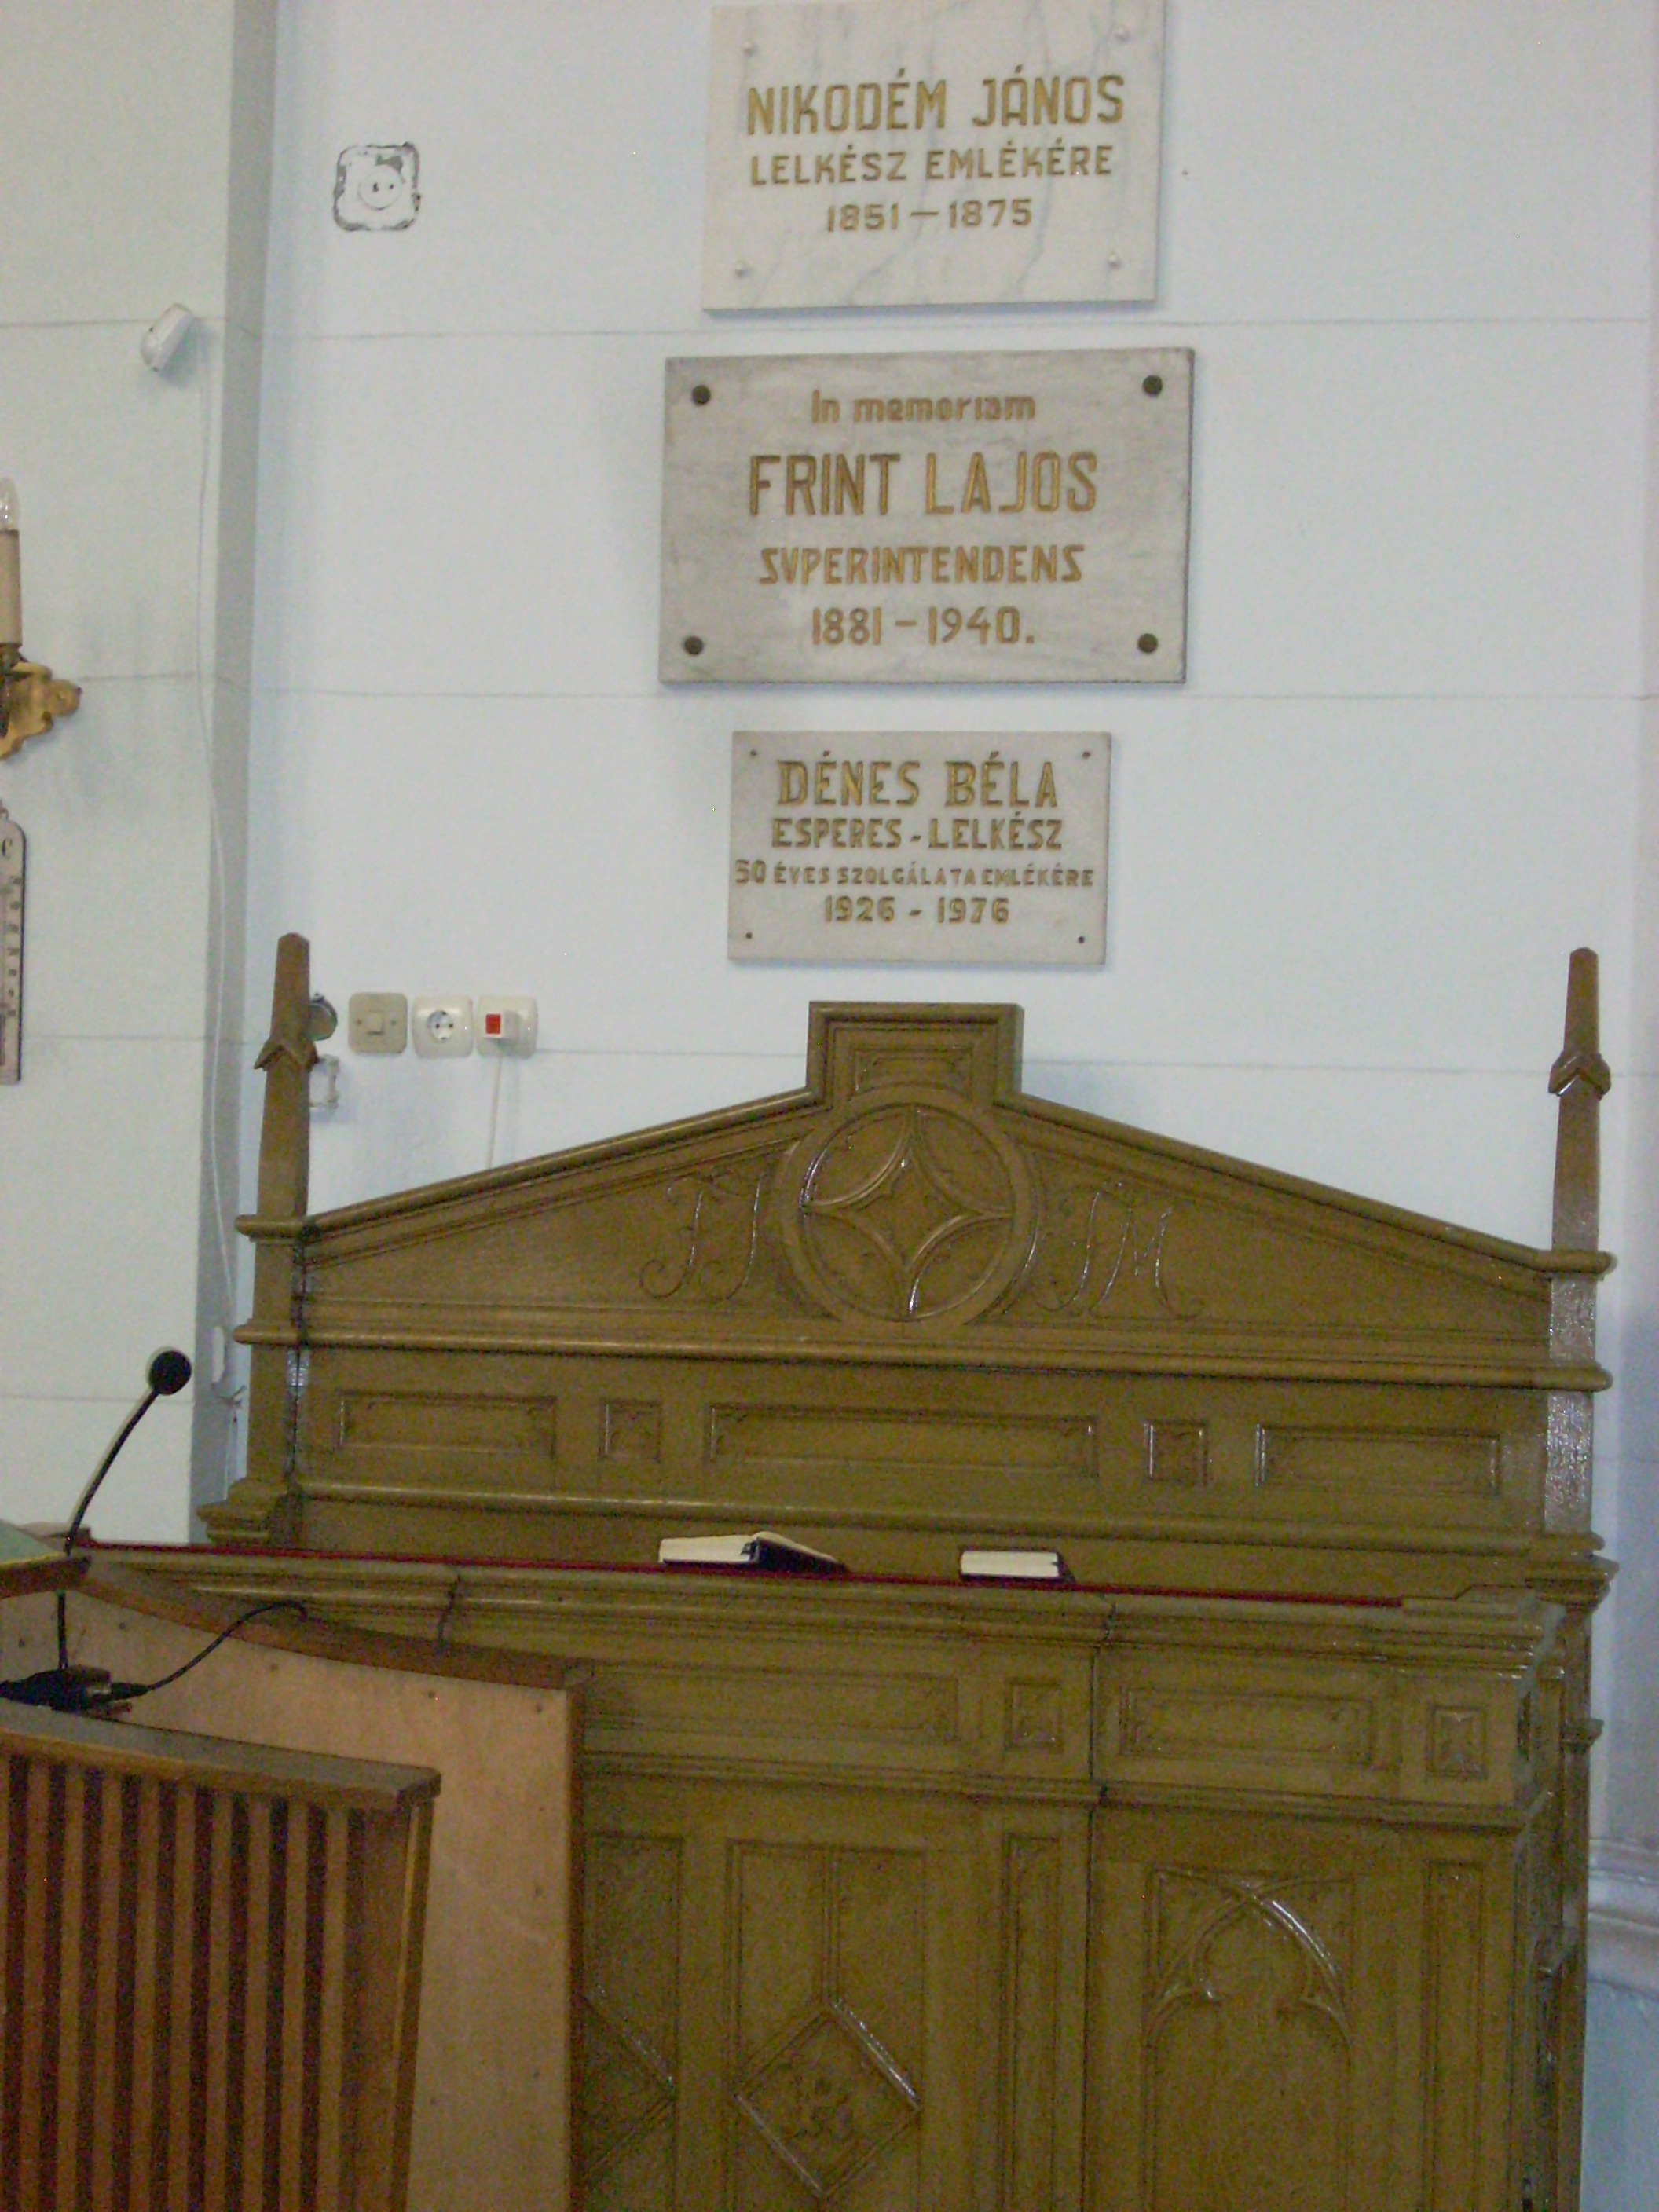 NIKODÉM JÁNOS
LELKÉSZ EMLÉKÉRE
1851 – 1875
In memoriam
FRINT LAJOS
SVPERINTENDENS
1881 – 1940.
DÉNES BÉLA
ESPERES - LELKÉSZ
50 ÉVES SZOLGÁLATA EMLÉKÉRE
1926 - 1976
C